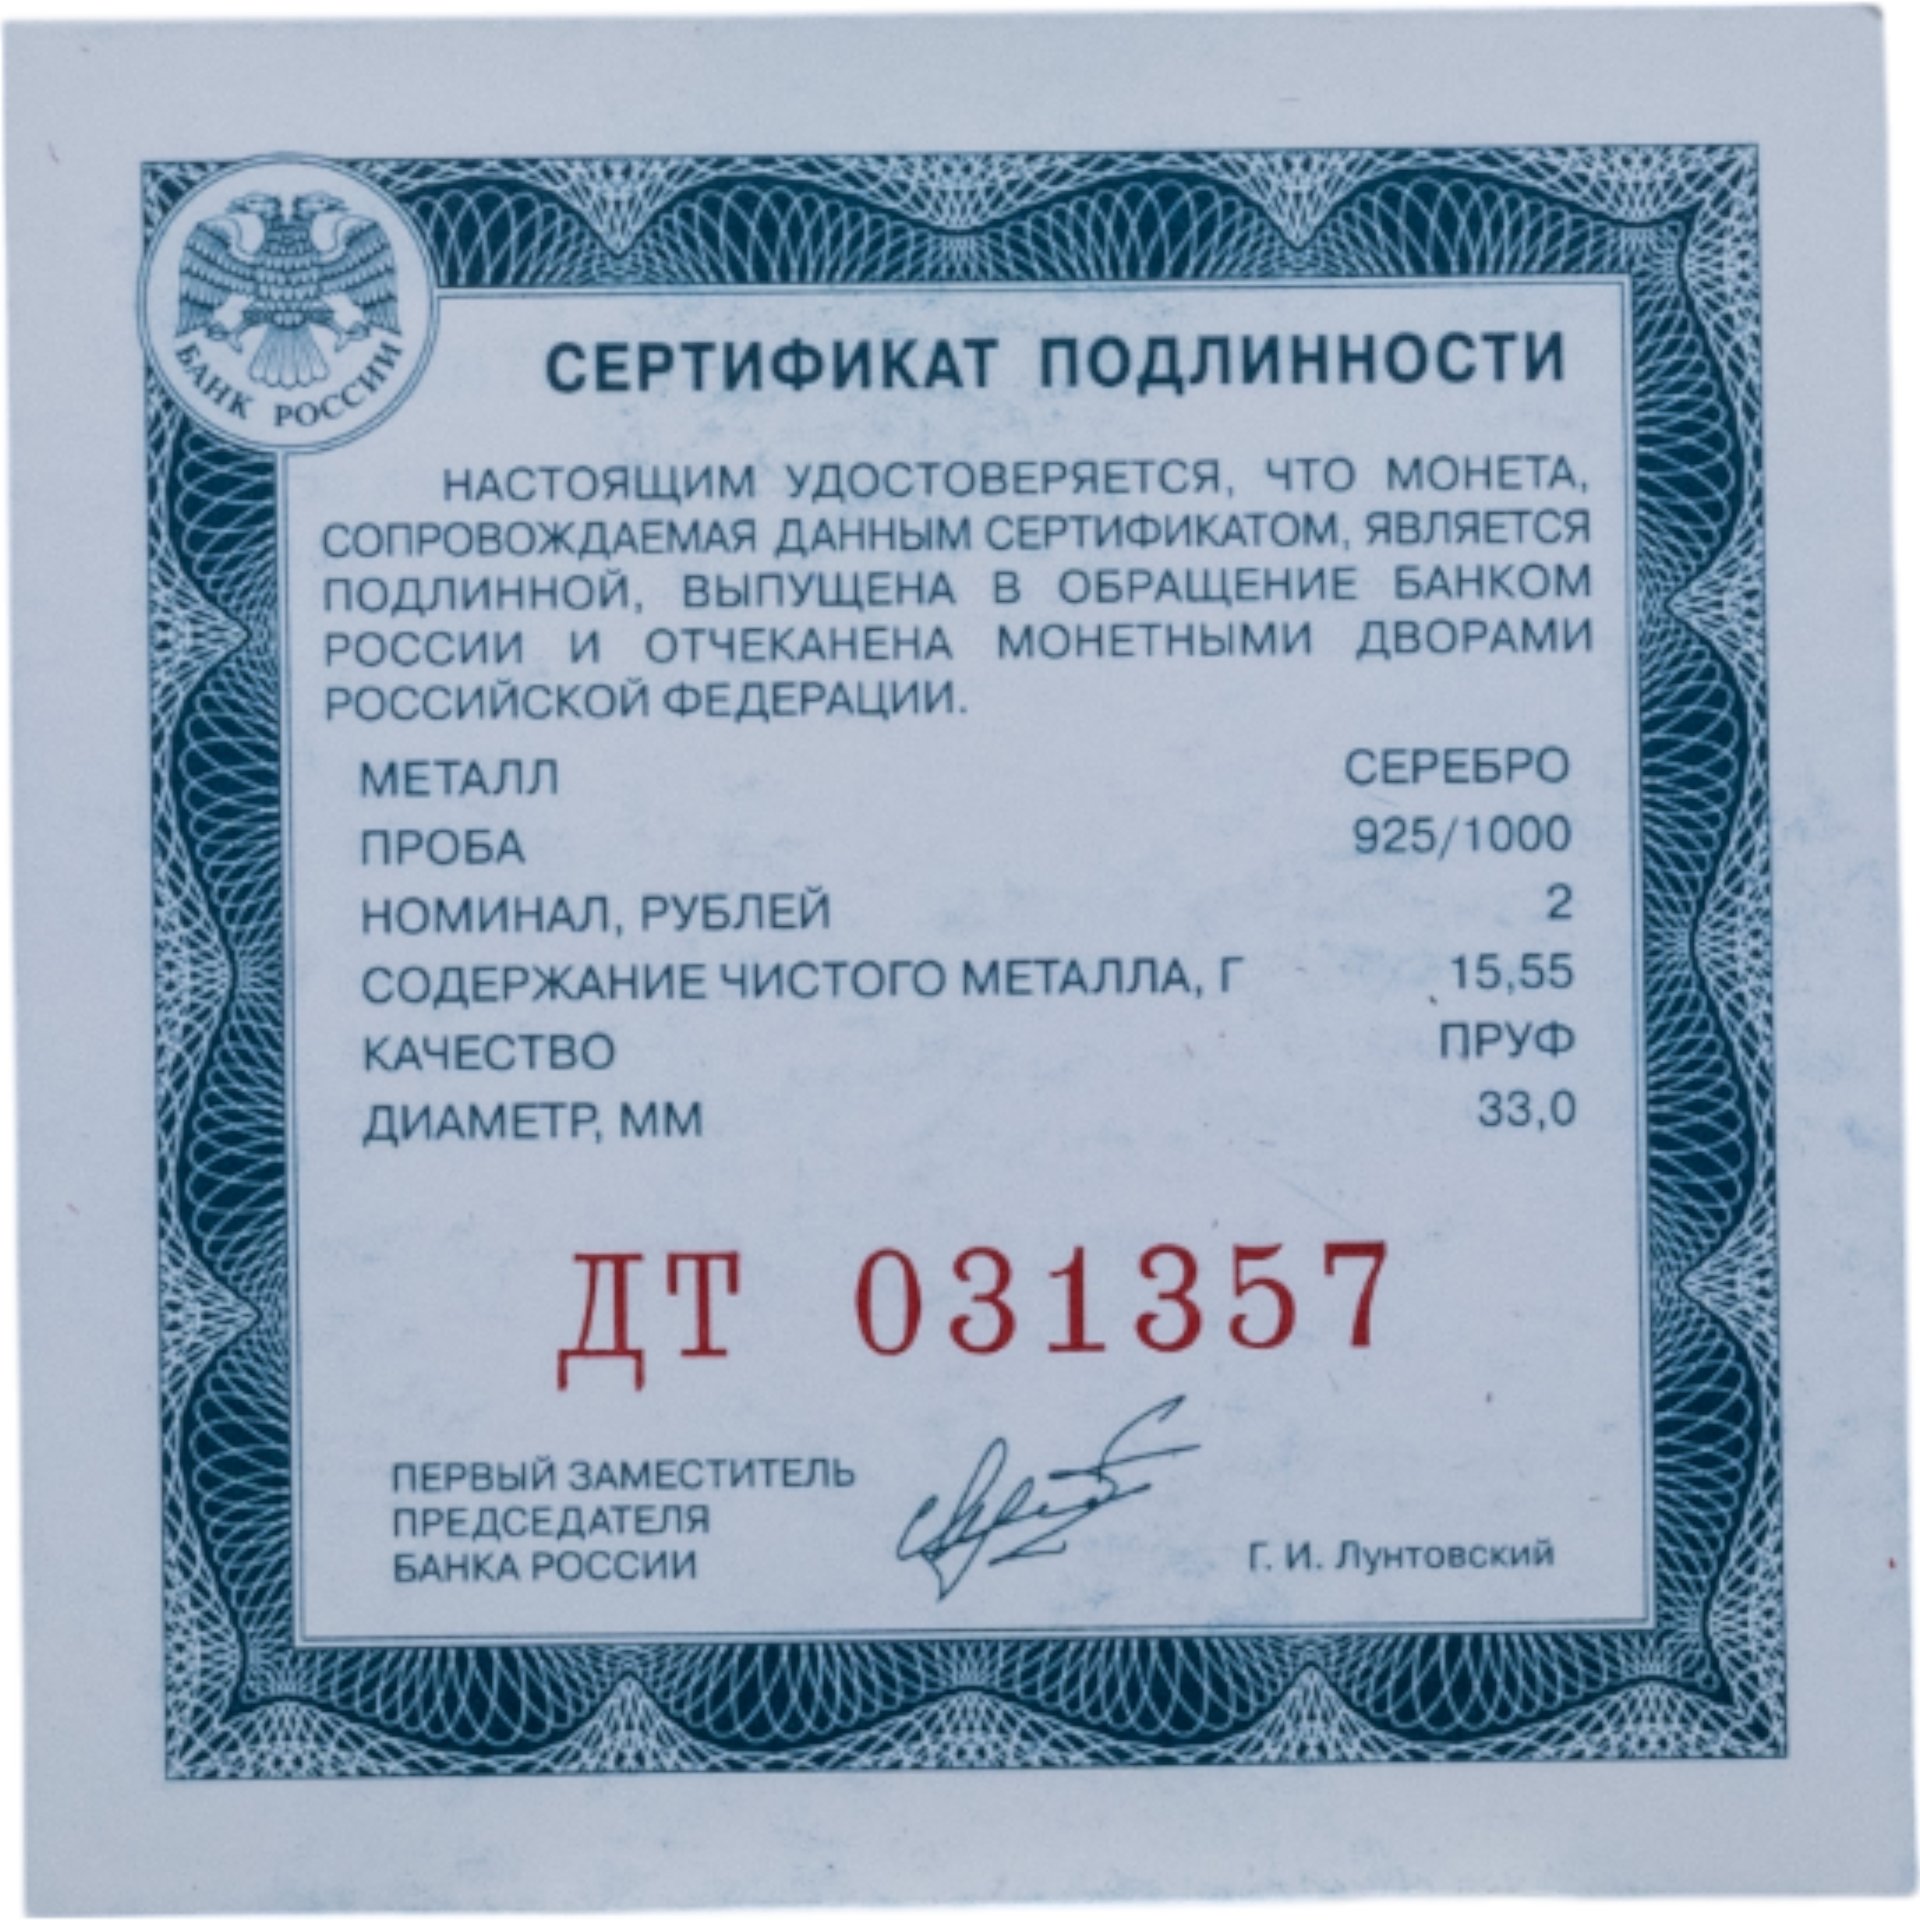 БАНК РОССИИ
СЕРТИФИКАТ ПОДЛИННОСТИ
НАСТОЯЩИМ УДОСТОВЕРЯЕТСЯ, ЧТО МОНЕТА,
СОПРОВОЖДАЕМАЯ ДАННЫМ СЕРТИФИКАТОМ, ЯВЛЯЕТСЯ
ПОДЛИННОЙ, ВЫПУЩЕНА В ОБРАЩЕНИЕ БАНКОМ
РОССИИ И ОТЧЕКАНЕНА МОНЕТНЫМИ ДВОРАМИ
РОССИЙСКОЙ ФЕДЕРАЦИИ.
МЕТАЛЛ СЕРЕБРО
ПРОБА 925/1000
НОМИНАЛ, РУБЛЕЙ 2
СОДЕРЖАНИЕ ЧИСТОГО МЕТАЛЛА, Г 15,55
КАЧЕСТВО ПРУФ
ДИАМЕТР, ММ 33,0
ДТ 031357
ПЕРВЫЙ ЗАМЕСТИТЕЛЬ
ПРЕДСЕДАТЕЛЯ
БАНКА РОССИИ Г. И. Лунтовский